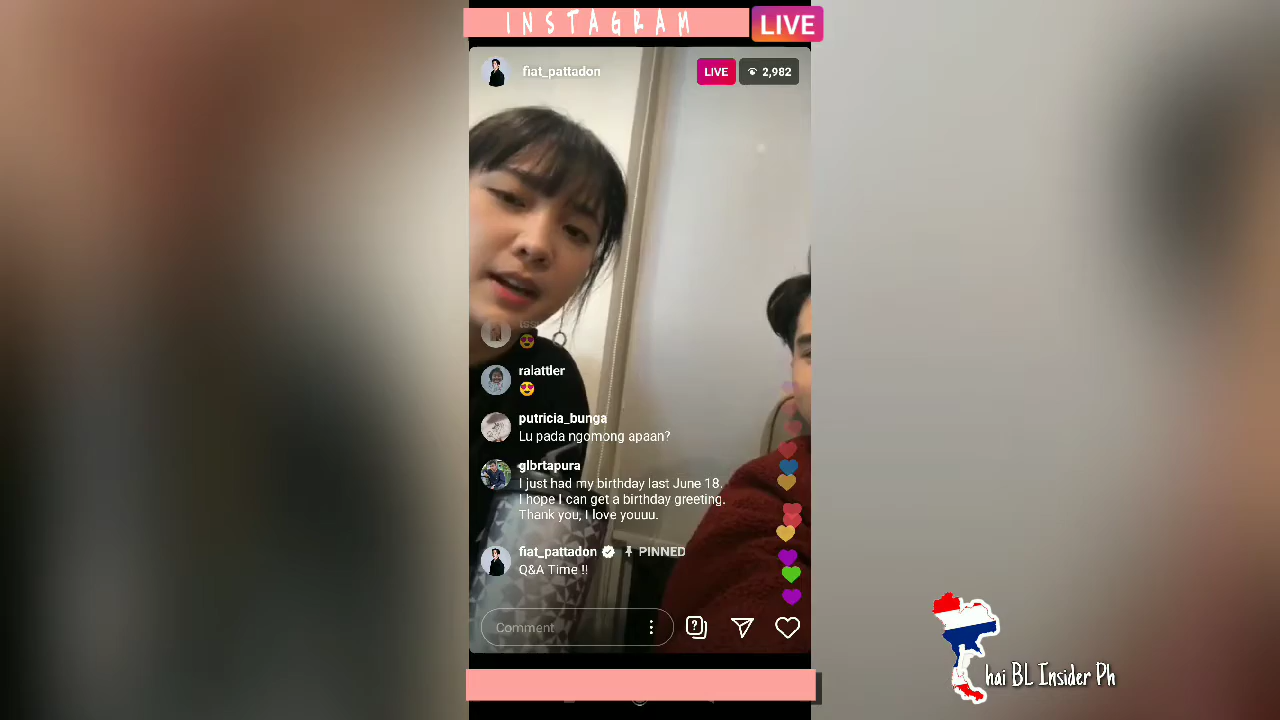 INSTAGRAM LIVE
fiat_pattadon LIVE 2,982
ralattler
putricia_bunga
Lu pada ngomong apaan?
glbrtapura
I just had my birthday last June 18.
I hope I can get a birthday greeting.
Thank you, I love youuu.
fiat_pattadon PINNED
Q&A Time !!
Comment
hai BL Insider Ph